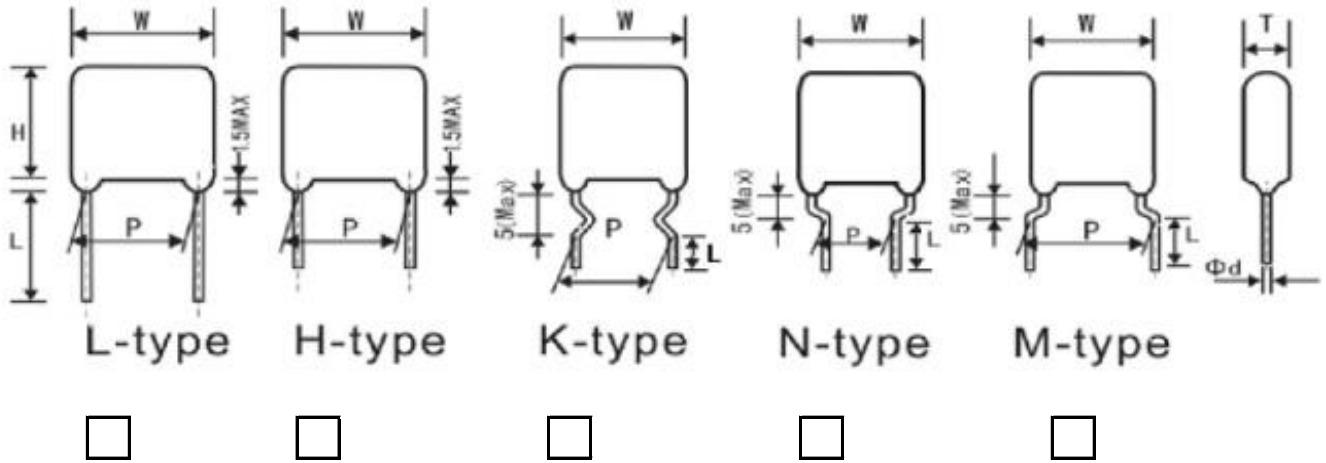 W W W W W T
H 1.5MAX 1.5MAX
L P P 5(Max) P L 5(Max) P L 5(Max) P L Φd
L-type H-type K-type N-type M-type